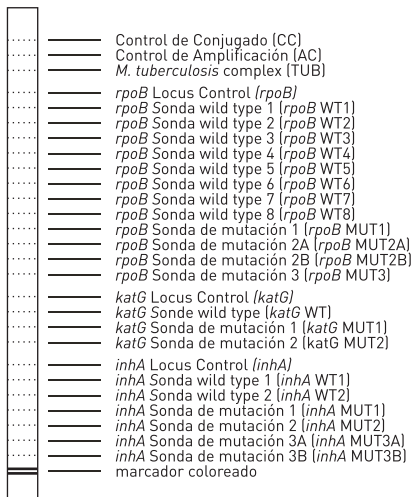 Control de Conjugado (CC)
Control de Amplificación (AC)
M. tuberculosis complex (TUB)
rpoB Locus Control (rpoB)
rpoB Sonda wild type 1 (rpoB WT1)
rpoB Sonda wild type 2 (rpoB WT2)
rpoB Sonda wild type 3 (rpoB WT3)
rpoB Sonda wild type 4 (rpoB WT4)
rpoB Sonda wild type 5 (rpoB WT5)
rpoB Sonda wild type 6 (rpoB WT6)
rpoB Sonda wild type 7 (rpoB WT7)
rpoB Sonda wild type 8 (rpoB WT8)
rpoB Sonda de mutación 1 (rpoB MUT1)
rpoB Sonda de mutación 2A (rpoB MUT2A)
rpoB Sonda de mutación 2B (rpoB MUT2B)
rpoB Sonda de mutación 3 (rpoB MUT3)
katG Locus Control (katG)
katG Sonde wild type (katG WT)
katG Sonda de mutación 1 (katG MUT1)
katG Sonda de mutación 2 (katG MUT2)
inhA Locus Control (inhA)
inhA Sonda wild type 1 (inhA WT1)
inhA Sonda wild type 2 (inhA WT2)
inhA Sonda de mutación 1 (inhA MUT1)
inhA Sonda de mutación 2 (inhA MUT2)
inhA Sonda de mutación 3A (inhA MUT3A)
inhA Sonda de mutación 3B (inhA MUT3B)
marcador coloreado